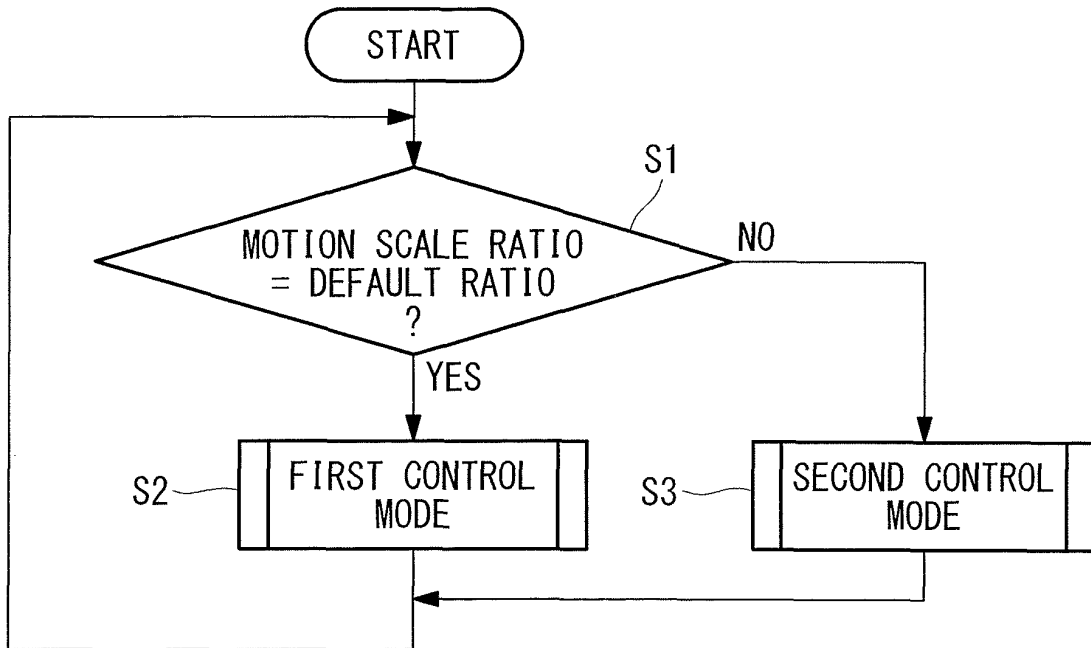 START
S1
MOTION SCALE RATIO
= DEFAULT RATIO
?
NO
YES
S2
FIRST CONTROL
MODE
S3
SECOND CONTROL
MODE